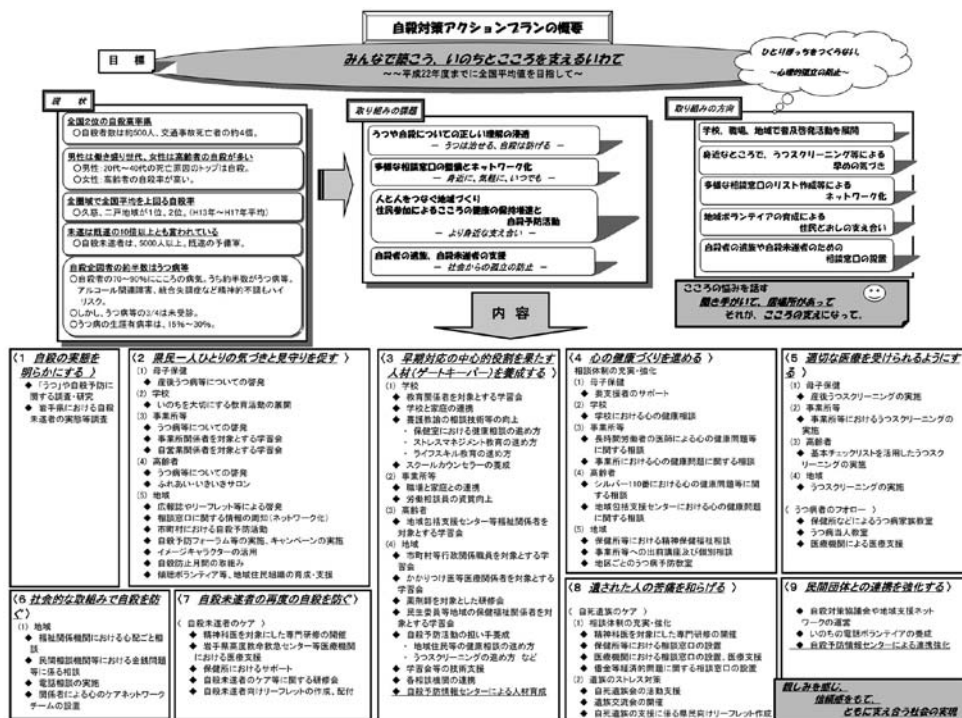 自殺対策アクションプランの概要
目 標
みんなで築こう、いのちとこころを支えるいわて
~~平成22年度までに全国平均値を目指して~
ひとりぼっちをつくらない、
~心理的孤立の防止~
現 状
全国2位の自殺高率県
○自殺者数は約500人、交通事故死亡者の約4倍。
男性は働き盛り世代、女性は高齢者の自殺が多い
○男性:20代~40代の死亡原因のトップは自殺。
○女性:高齢者の自殺率が高い。
全圏域で全国平均を上回る自殺率
○久慈、二戸地域が1位、2位。(H13年~H17年平均)
未遂は既遂の10倍以上とも言われている
○自殺未遂者は、5000人以上。既遂の予備軍。
自殺企図者の約半数はうつ病等
○自殺者の70~90%にこころの病気。うち約半数がうつ病等。
アルコール関連障害、統合失調症など精神的不調もハイ
リスク。
○しかし、うつ病等の3/4は未受診。
○うつ病の生涯有病率は、15%~30%。
取り組みの課題
うつや自殺についての正しい理解の浸透
- うつは治せる、自殺は防げる -
多様な相談窓口の整備とネットワーク化
- 身近に、気軽に、いつでも -
人と人をつなぐ地域づくり
住民参加によるこころの健康の保持増進と
自殺予防活動
- より身近な支え合い -
自殺者の遺族、自殺未遂者の支援
- 社会からの孤立の防止 -
取り組みの方向
学校、職場、地域で普及啓発活動を展開
身近なところで、うつスクリーニング等による
早めの気づき
多様な相談窓口のリスト作成等による
ネットワーク化
地域ボランティアの育成による
住民どおしの支え合い
自殺者の遺族や自殺未遂者のための
相談窓口の設置
こころの悩みを話す
聞き手がいて、居場所があって
それが、こころの支えになって、
内 容
〈1 自殺の実態を
明らかにする 〉
◆ 「うつ」や自殺予防に
関する調査・研究
◆ 岩手県における自殺
未遂者の実態等調査
〈2 県民一人ひとりの気づきと見守りを促す 〉
(1) 母子保健
◆ 産後うつ病等についての啓発
(2) 学校
◆ いのちを大切にする教育活動の展開
(3) 事業所等
◆ うつ病等についての啓発
◆ 事業所関係者を対象とする学習会
◆ 自営業関係者を対象とする学習会
(4) 高齢者
◆ うつ病等についての啓発
◆ ふれあい・いきいきサロン
(5) 地域
◆ 広報誌やリーフレット等による啓発
◆ 相談窓口に関する情報の周知(ネットワーク化)
◆ 市町村における自殺予防活動
◆ 自殺予防フォーラム等の実施、キャンペーンの実施
◆ イメージキャラクターの活用
◆ 自殺防止月間の取組み
◆ 傾聴ボランティア等、地域住民組織の育成・支援
〈3 早期対応の中心的役割を果たす
人材(ゲートキーパー)を養成する 〉
(1) 学校
◆ 教育関係者を対象とする学習会
◆ 学校と家庭の連携
◆ 養護教諭の相談技術等の向上
・ 保健室における健康相談の進め方
・ ストレスマネジメント教育の進め方
・ ライフスキル教育の進め方
◆ スクールカウンセラーの養成
(2) 事業所等
◆ 職場と家庭との連携
◆ 労働相談員の資質向上
(3) 高齢者
◆ 地域包括支援センター等福祉関係者を
対象とする学習会
(4) 地域
◆ 市町村等行政関係職員を対象とする学習
会
◆ かかりつけ医等医療関係者を対象とする
学習会
◆ 薬剤師を対象とした研修会
◆ 民生委員等地域の保健福祉関係者を対象
とする学習会
◆ 自殺予防活動の担い手養成
・ 地域住民等の健康相談の進め方
・ うつスクリーニングの進め方 など
◆ 学習会等の技術支援
◆ 各相談機関の連携
◆ 自殺予防情報センターによる人材育成
〈4 心の健康づくりを進める 〉
相談体制の充実・強化
(1) 母子保健
◆ 要支援者のサポート
(2) 学校
◆ 学校における心の健康相談
(3) 事業所等
◆ 長時間労働者の医師による心の健康問題等
に関する相談
◆ 事業所における心の健康問題に関する相談
(4) 高齢者
◆ シルバー110番における心の健康問題等に関
する相談
◆ 地域包括支援センターにおける心の健康問題
に関する相談
(5) 地域
◆ 保健所等における精神保健福祉相談
◆ 事業所等への出前講座及び個別相談
◆ 地区ごとのうつ病予防教室
〈5 適切な医療を受けられるようにす
る 〉
(1) 母子保健
◆ 産後うつスクリーニングの実施
(2) 事業所等
◆ 事業所等におけるうつスクリーニングの
実施
(3) 高齢者
◆ 基本チェックリストを活用したうつスク
リーニングの実施
(4) 地域
◆ うつスクリーニングの実施
( うつ病者のフォロー )
◆ 保健所などによるうつ病家族教室
◆ うつ病当人教室
◆ 医療機関による医療支援
〈6 社会的な取組みで自殺を防
ぐ 〉
(1) 地域
◆ 福祉関係機関における心配ごと相
談
◆ 民間相談機関等における金銭問題
等に係る相談
◆ 電話相談の実施
◆ 関係者による心のケアネットワーク
チームの設置
〈7 自殺未遂者の再度の自殺を防ぐ 〉
( 自殺未遂者のケア )
◆ 精神科医を対象にした専門研修の開催
◆ 岩手県高度救命救急センター等医療機関
における医療支援
◆ 保健所におけるサポート
◆ 自殺未遂者のケア等に関する研修会
◆ 自殺未遂者向けリーフレットの作成、配付
〈8 遺された人の苦痛を和らげる 〉
( 自死遺族のケア )
(1) 相談体制の充実・強化
◆ 精神科医を対象にした専門研修の開催
◆ 保健所等における相談窓口の設置
◆ 医療機関における相談窓口の設置、医療支援
◆ 借金等経済的問題に関する相談窓口の設置
(2) 遺族のストレス対策
◆ 自死遺族会の活動支援
◆ 遺族交流会の開催
◆ 自死遺族の支援に係る県民向けリーフレット作成
〈9 民間団体との連携を強化する 〉
◆ 自殺対策協議会や地域支援ネット
ワークの運営
◆ いのちの電話ボランティアの養成
◆ 自殺予防情報センターによる連携強化
親しみを感じ、
信頼感をもて、
ともに支え合う社会の実現